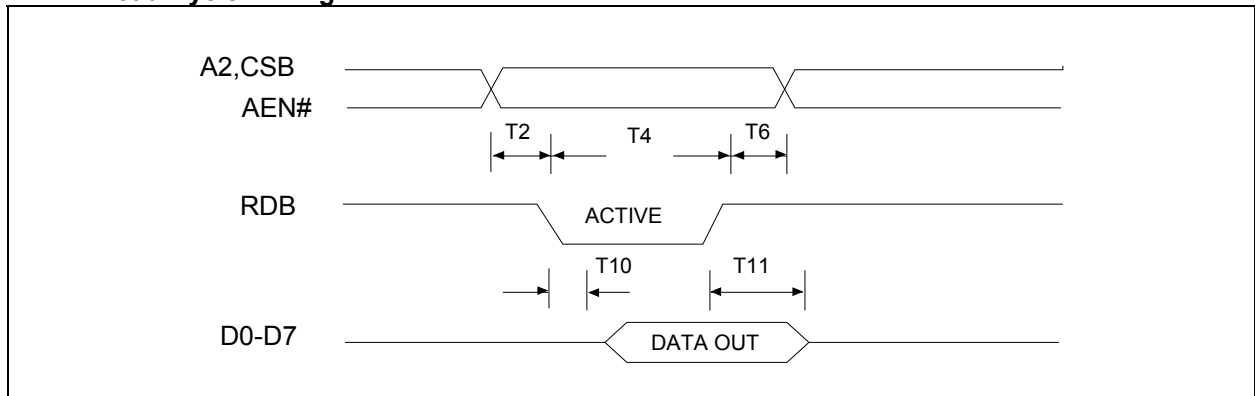 A2,CSB
AEN#
T2 T4 T6
RDB
ACTIVE
T10 T11
D0-D7
DATA OUT